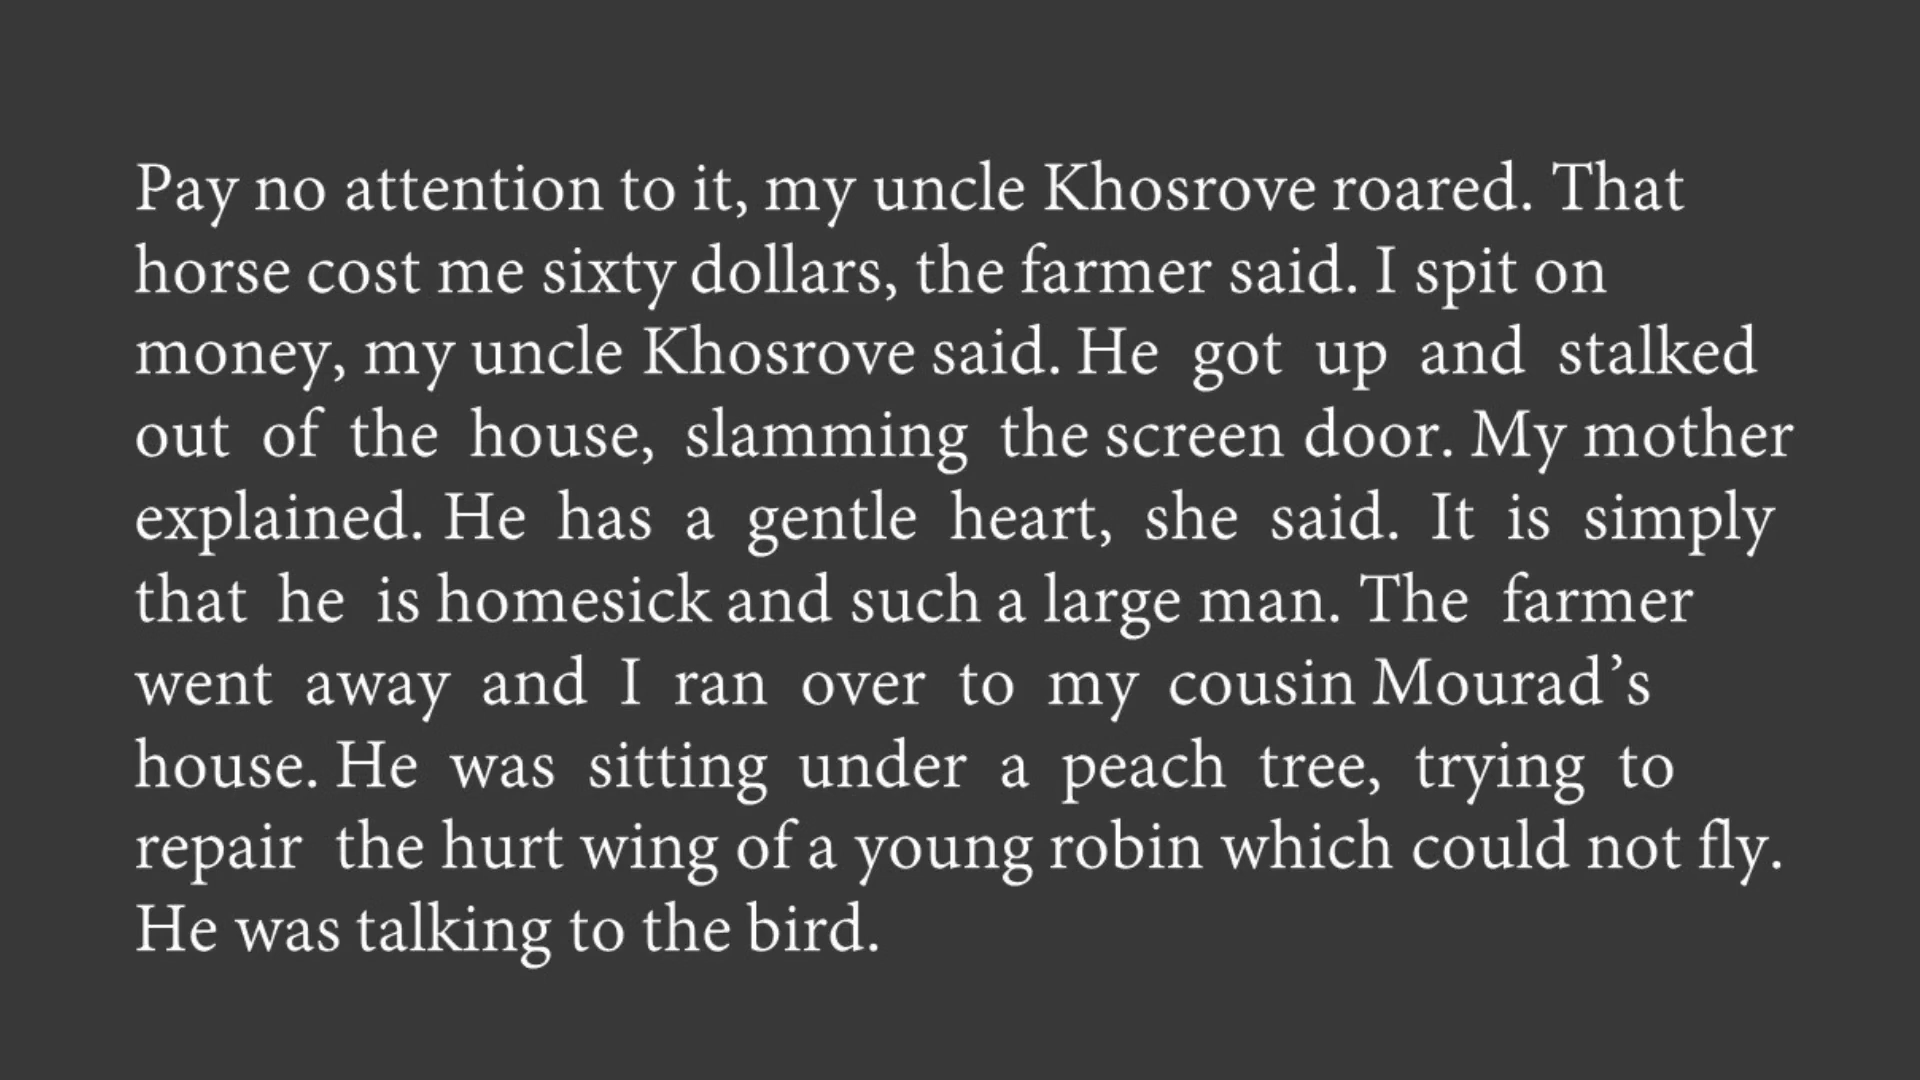 Pay no attention to it, my uncle Khosrove roared. That
horse cost me sixty dollars, the farmer said. I spit on
money, my uncle Khosrove said. He got up and stalked
out of the house, slamming the screen door. My mother
explained. He has a gentle heart, she said. It is simply
that he is homesick and such a large man. The farmer
went away and I ran over to my cousin Mourad’s
house. He was sitting under a peach tree, trying to
repair the hurt wing of a young robin which could not fly.
He was talking to the bird.